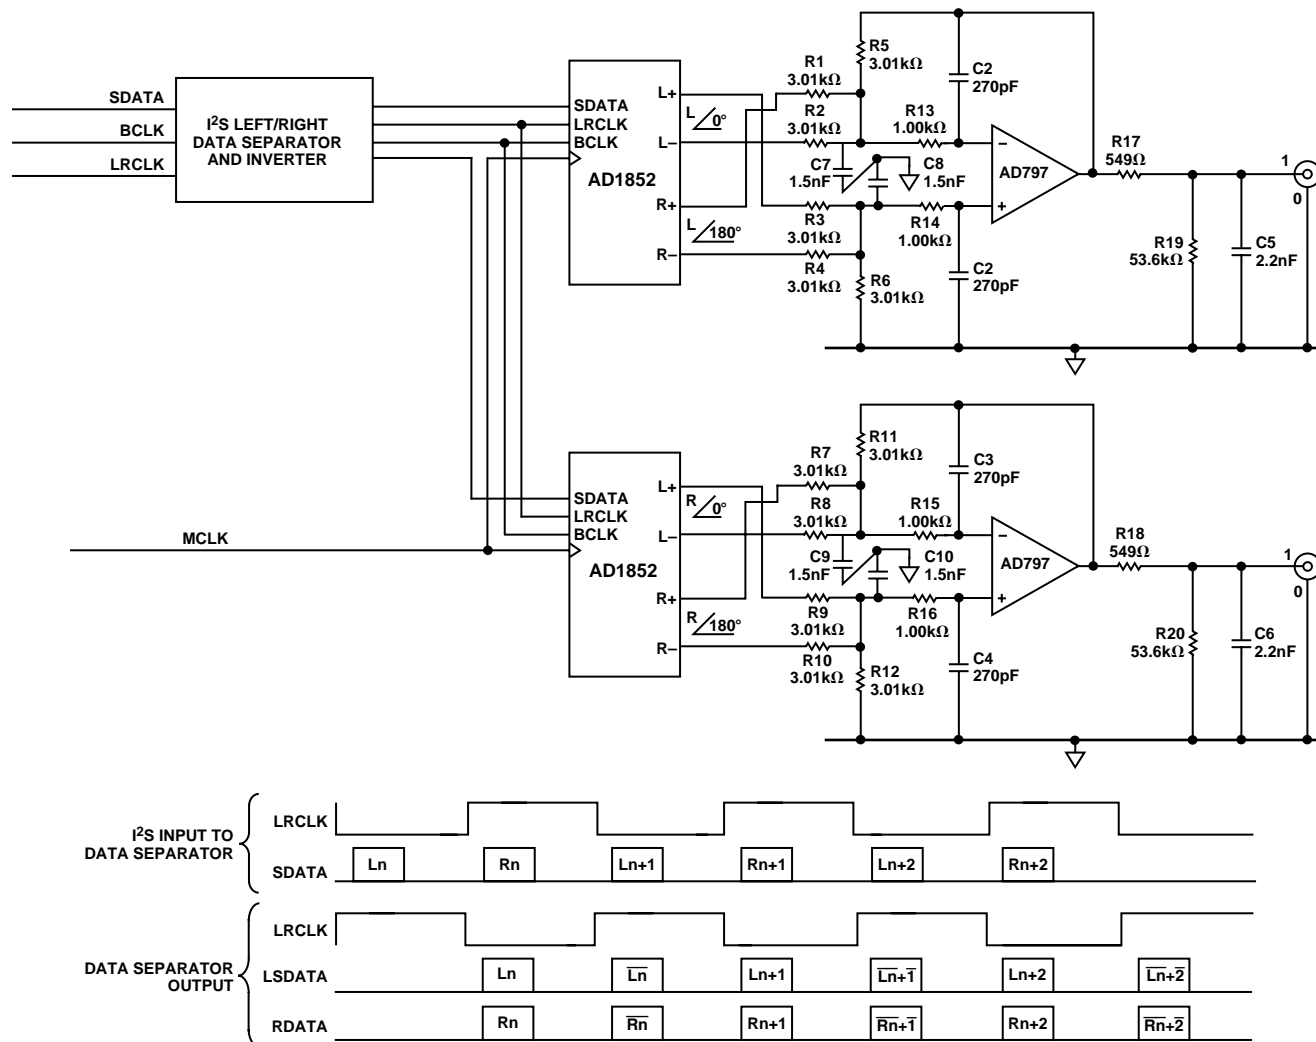 SDATA
BCLK
LRCLK
I²S LEFT/RIGHT
DATA SEPARATOR
AND INVERTER
SDATA
LRCLK
BCLK
AD1852
L+
L–
R+
R–
L 0°
L 180°
R1
3.01kΩ
R2
3.01kΩ
R5
3.01kΩ
R13
1.00kΩ
C2
270pF
C7
1.5nF
C8
1.5nF
R3
3.01kΩ
R4
3.01kΩ
R14
1.00kΩ
R6
3.01kΩ
C2
270pF
–
AD797
+
R17
549Ω
R19
53.6kΩ
C5
2.2nF
1
0
MCLK
SDATA
LRCLK
BCLK
AD1852
L+
L–
R+
R–
R 0°
R 180°
R7
3.01kΩ
R8
3.01kΩ
R11
3.01kΩ
R15
1.00kΩ
C3
270pF
C9
1.5nF
C10
1.5nF
R9
3.01kΩ
R10
3.01kΩ
R16
1.00kΩ
R12
3.01kΩ
C4
270pF
–
AD797
+
R18
549Ω
R20
53.6kΩ
C6
2.2nF
1
0
I²S INPUT TO
DATA SEPARATOR
LRCLK
SDATA
Ln Rn Ln+1 Rn+1 Ln+2 Rn+2
DATA SEPARATOR
OUTPUT
LRCLK
LSDATA
Ln L̅n̅ Ln+1 L̅n̅+̅1̅ Ln+2 L̅n̅+̅2̅
RDATA
Rn R̅n̅ Rn+1 R̅n̅+̅1̅ Rn+2 R̅n̅+̅2̅